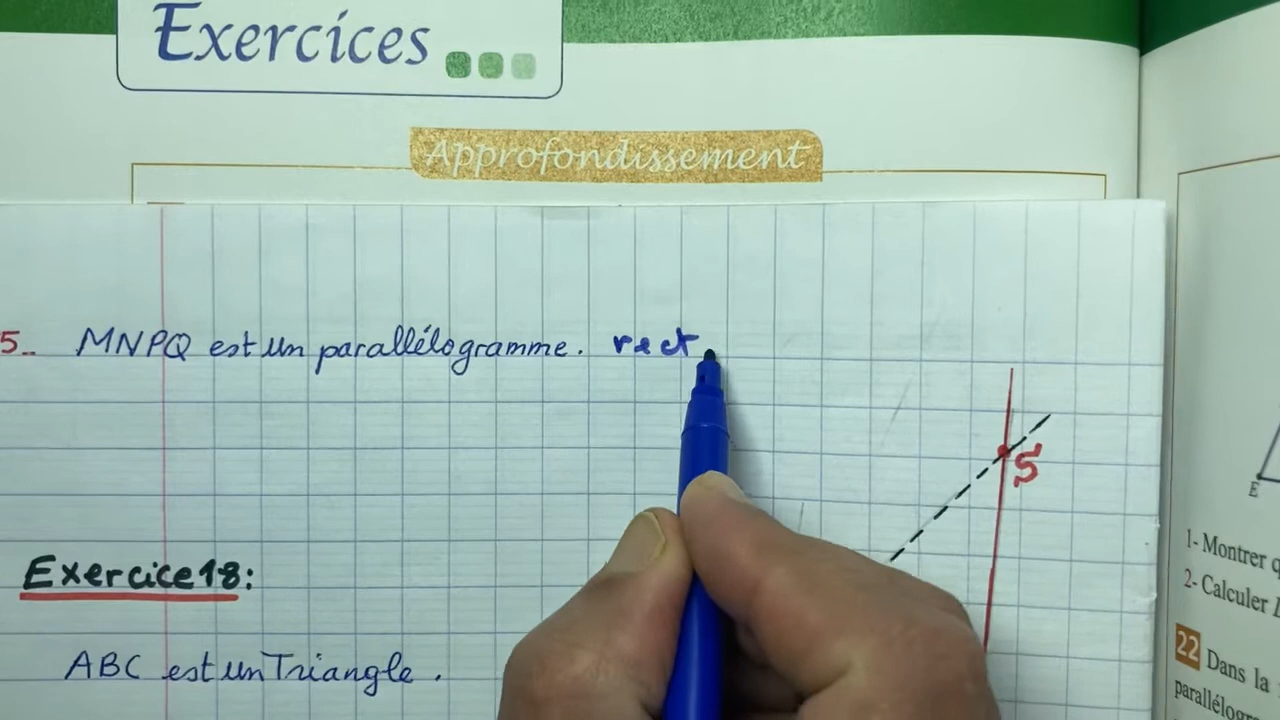 Exercices
Approfondissement
5.. MNPQ est un parallélogramme. rect
S
E
Exercice 18:
1- Montrer q
2- Calculer
ABC est un Triangle.
22 Dans la
parallélogr